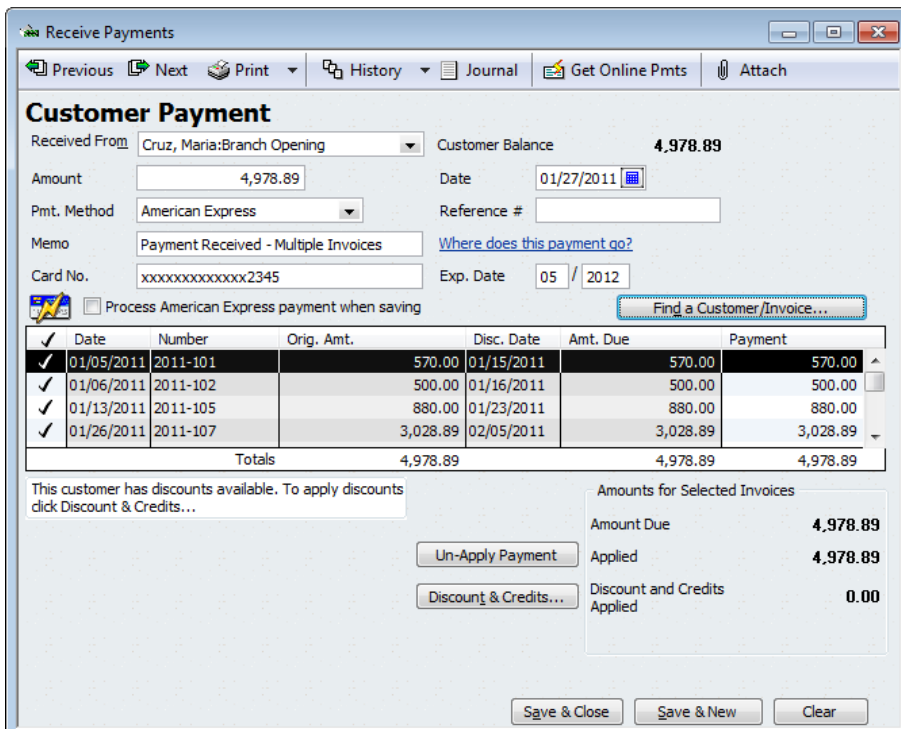 Receive Payments
Previous Next Print History Journal Get Online Pmts Attach
Customer Payment
Received From Cruz, Maria:Branch Opening Customer Balance 4,978.89
Amount 4,978.89 Date 01/27/2011
Pmt. Method American Express Reference #
Memo Payment Received - Multiple Invoices Where does this payment go?
Card No. xxxxxxxxxxxxx2345 Exp. Date 05 / 2012
Process American Express payment when saving Find a Customer/Invoice...
✓ Date Number Orig. Amt. Disc. Date Amt. Due Payment
✓ 01/05/2011 2011-101 570.00 01/15/2011 570.00 570.00
✓ 01/06/2011 2011-102 500.00 01/16/2011 500.00 500.00
✓ 01/13/2011 2011-105 880.00 01/23/2011 880.00 880.00
✓ 01/26/2011 2011-107 3,028.89 02/05/2011 3,028.89 3,028.89
Totals 4,978.89 4,978.89 4,978.89
This customer has discounts available. To apply discounts
click Discount & Credits...
Amounts for Selected Invoices
Amount Due 4,978.89
Un-Apply Payment Applied 4,978.89
Discount & Credits... Discount and Credits
Applied 0.00
Save & Close Save & New Clear